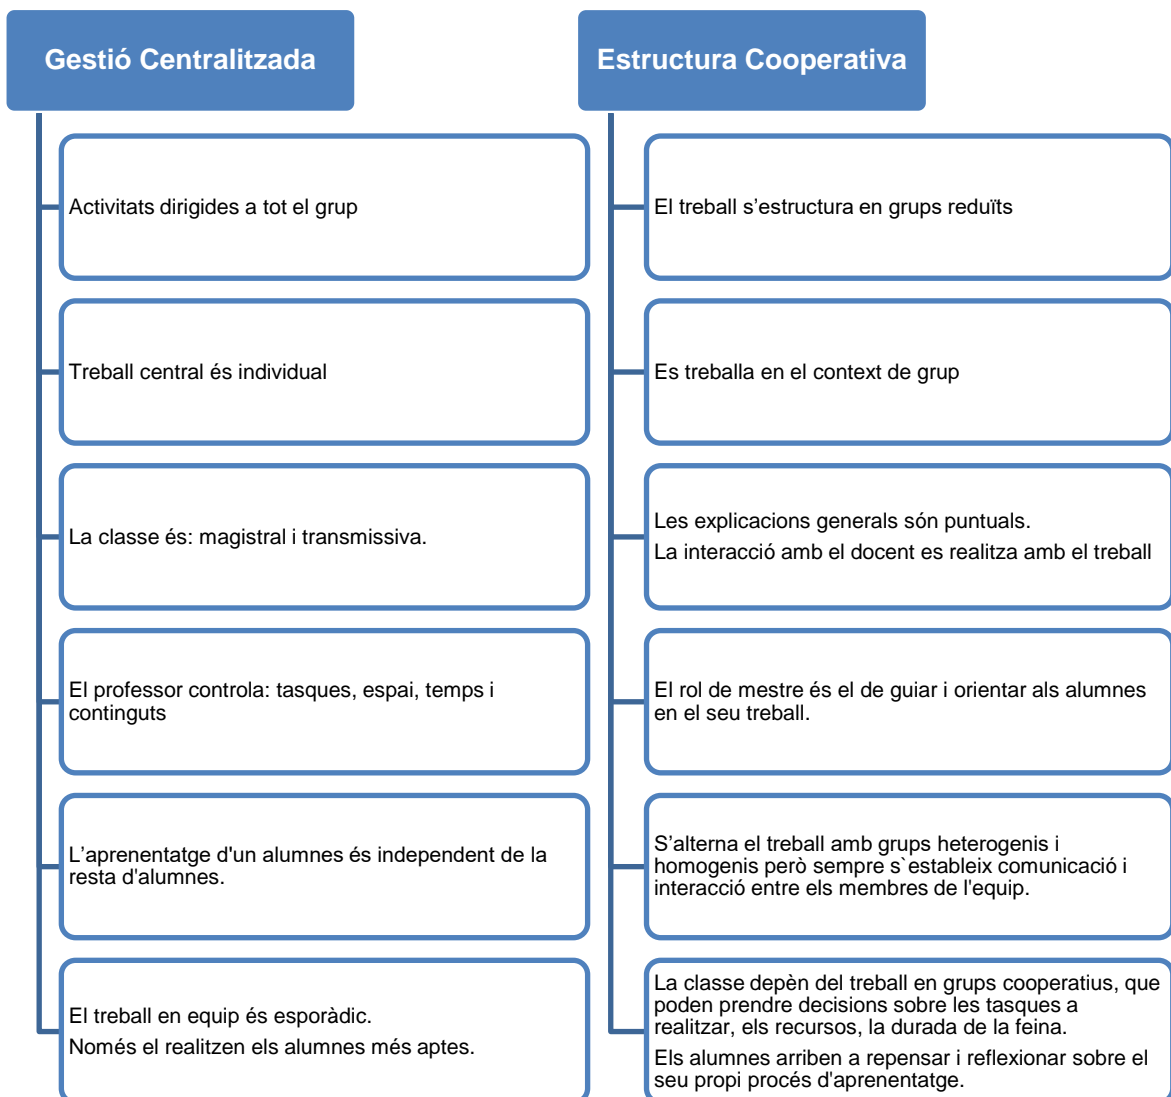 Gestió Centralitzada
Activitats dirigides a tot el grup
Treball central és individual
La classe és: magistral i transmissiva.
El professor controla: tasques, espai, temps i
continguts
L'aprenentatge d'un alumnes és independent de la
resta d'alumnes.
El treball en equip és esporàdic.
Només el realitzen els alumnes més aptes.
Estructura Cooperativa
El treball s’estructura en grups reduïts
Es treballa en el context de grup
Les explicacions generals són puntuals.
La interacció amb el docent es realitza amb el treball
El rol de mestre és el de guiar i orientar als alumnes
en el seu treball.
S’alterna el treball amb grups heterogenis i
homogenis però sempre s`estableix comunicació i
interacció entre els membres de l'equip.
La classe depèn del treball en grups cooperatius, que
poden prendre decisions sobre les tasques a
realitzar, els recursos, la durada de la feina.
Els alumnes arriben a repensar i reflexionar sobre el
seu propi procés d'aprenentatge.